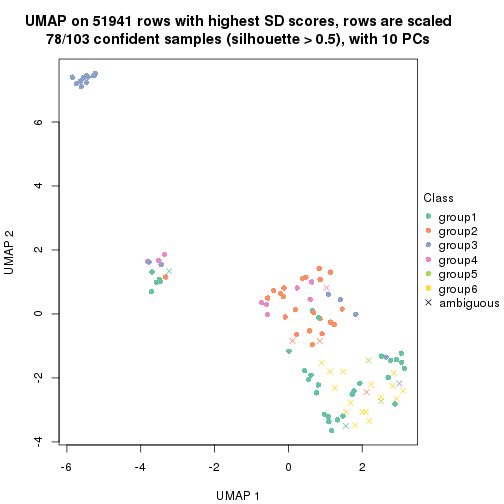 UMAP on 51941 rows with highest SD scores, rows are scaled
78/103 confident samples (silhouette > 0.5), with 10 PCs
6
4
2
0
-2
-4
UMAP 2
-6
-4
-2
0
2
UMAP 1
Class
group1
group2
group3
group4
group5
group6
ambiguous